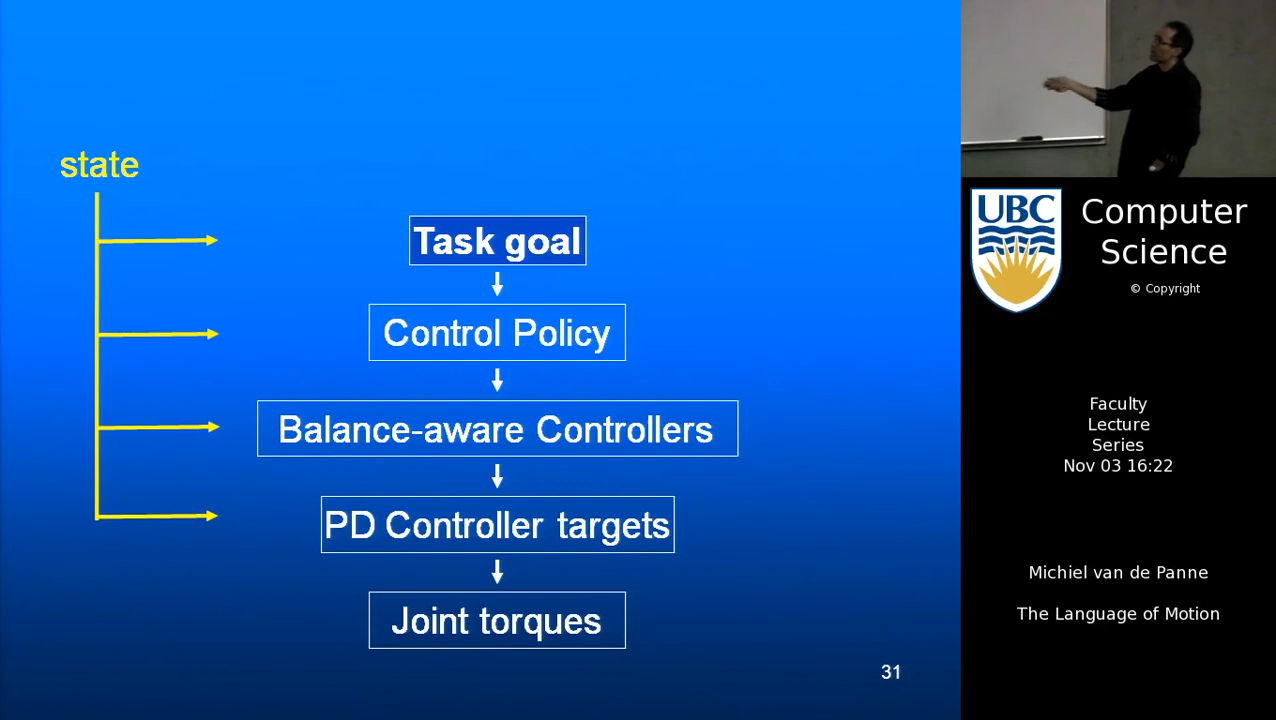 state
Task goal
Control Policy
Balance-aware Controllers
PD Controller targets
Joint torques
31
UBC
Computer
Science
© Copyright
Faculty
Lecture
Series
Nov 03 16:22
Michiel van de Panne
The Language of Motion